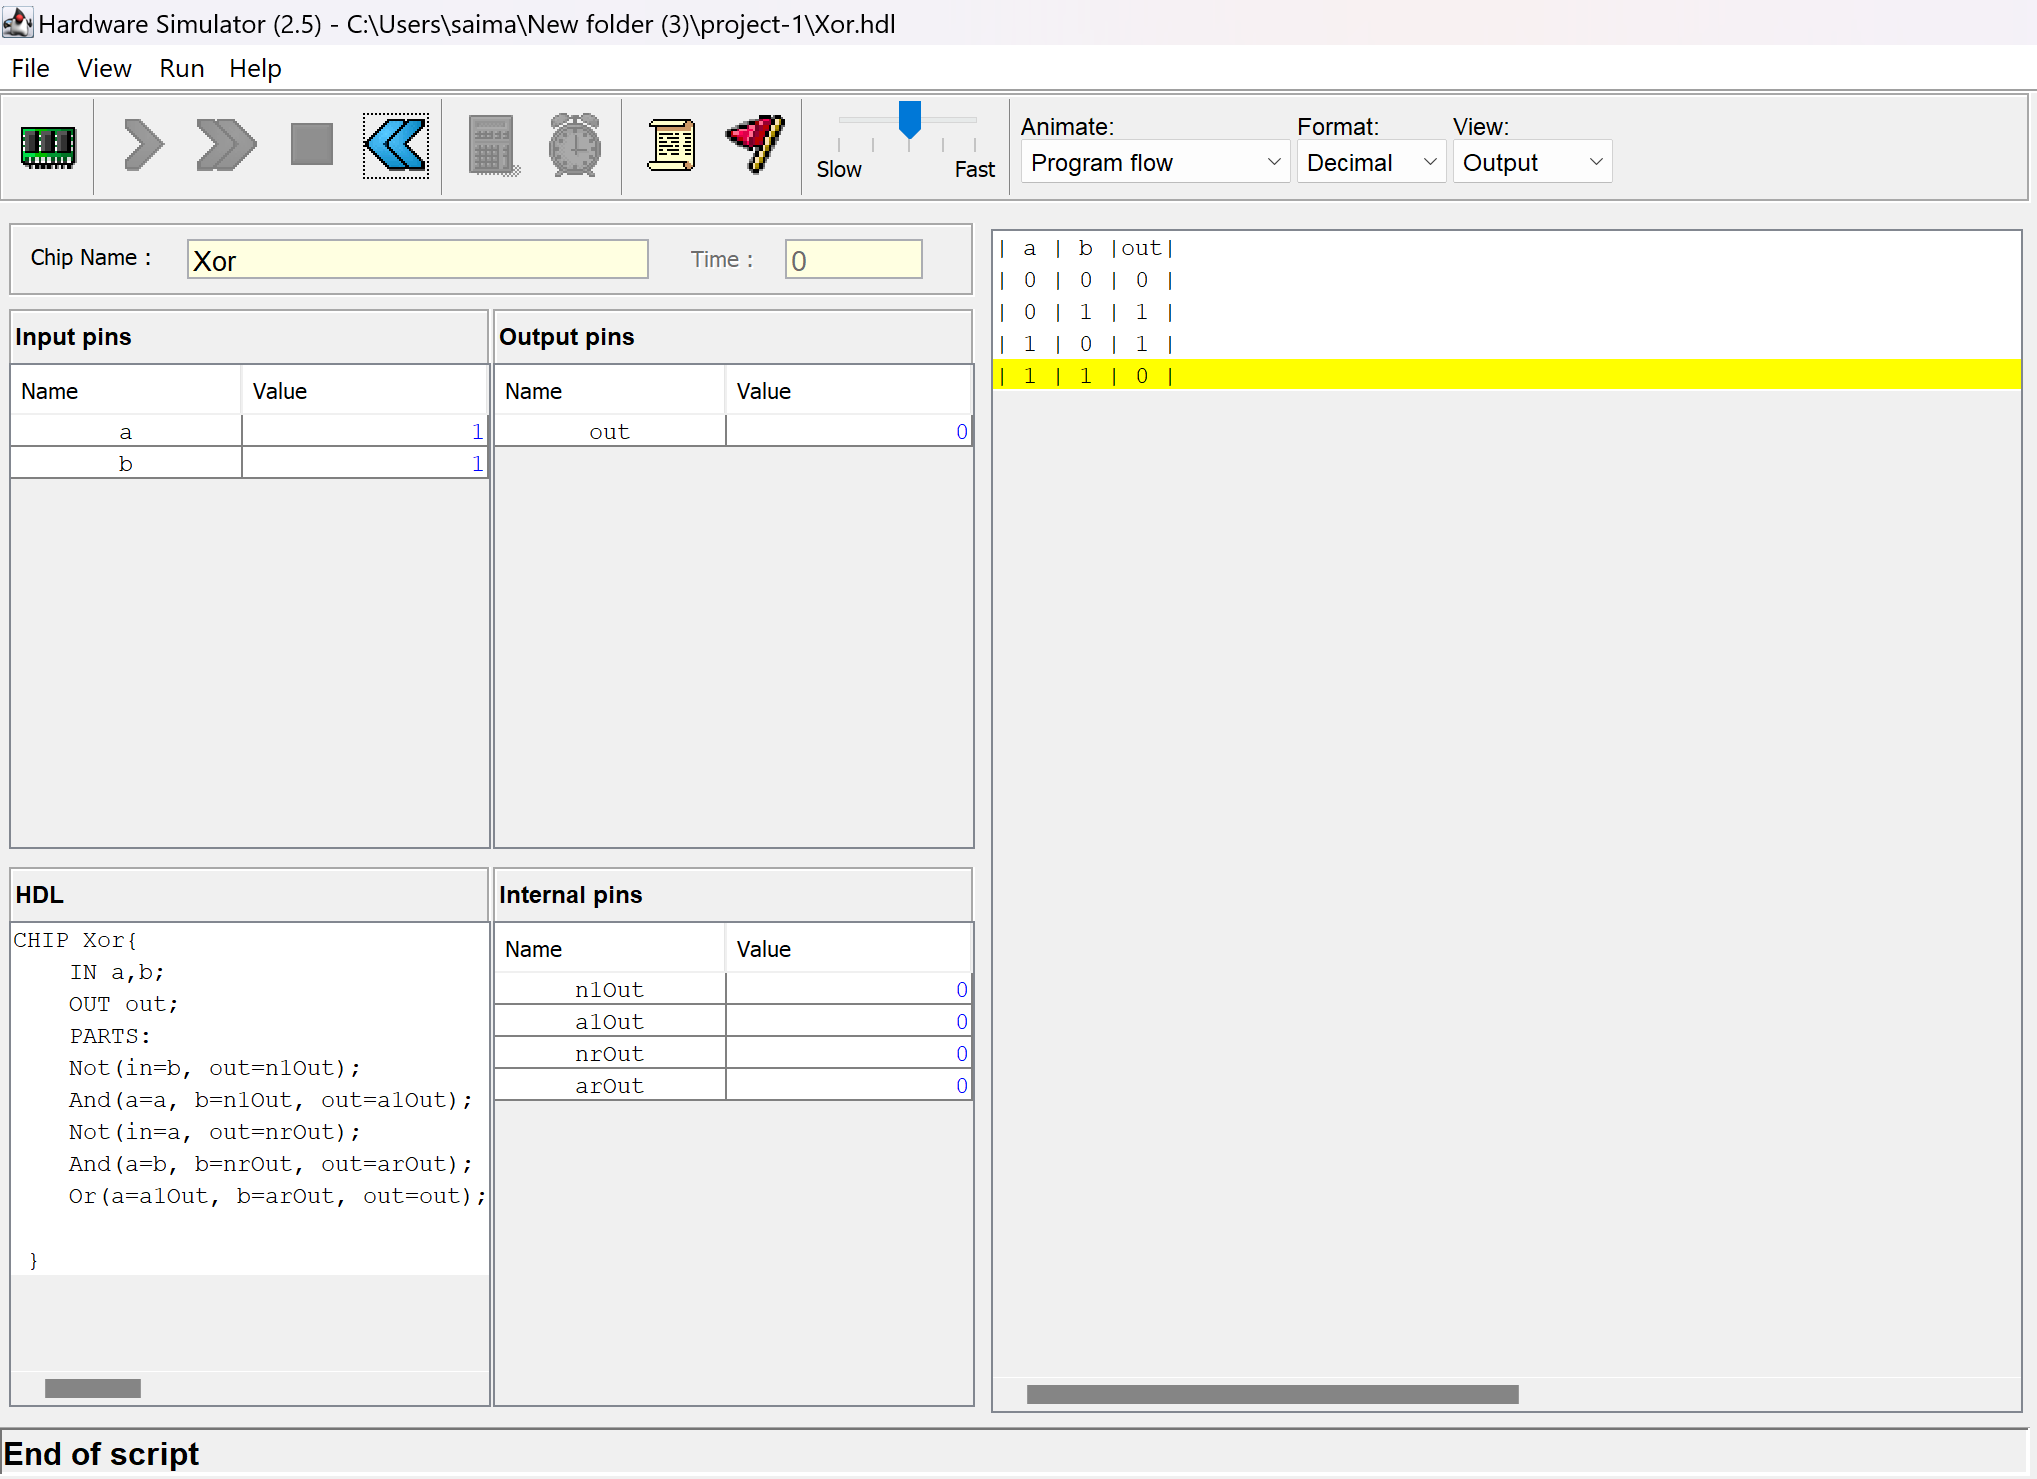 Hardware Simulator (2.5) - C:\Users\saima\New folder (3)\project-1\Xor.hdl
File View Run Help
Slow Fast
Animate: Format: View:
Program flow Decimal Output
Chip Name : Xor Time : 0
Input pins
Name Value
a 1
b 1
Output pins
Name Value
out 0
HDL
CHIP Xor{
IN a,b;
OUT out;
PARTS:
Not(in=b, out=n1Out);
And(a=a, b=n1Out, out=a1Out);
Not(in=a, out=nrOut);
And(a=b, b=nrOut, out=arOut);
Or(a=a1Out, b=arOut, out=out);
}
Internal pins
Name Value
n1Out 0
a1Out 0
nrOut 0
arOut 0
| a | b |out|
| 0 | 0 | 0 |
| 0 | 1 | 1 |
| 1 | 0 | 1 |
| 1 | 1 | 0 |
End of script